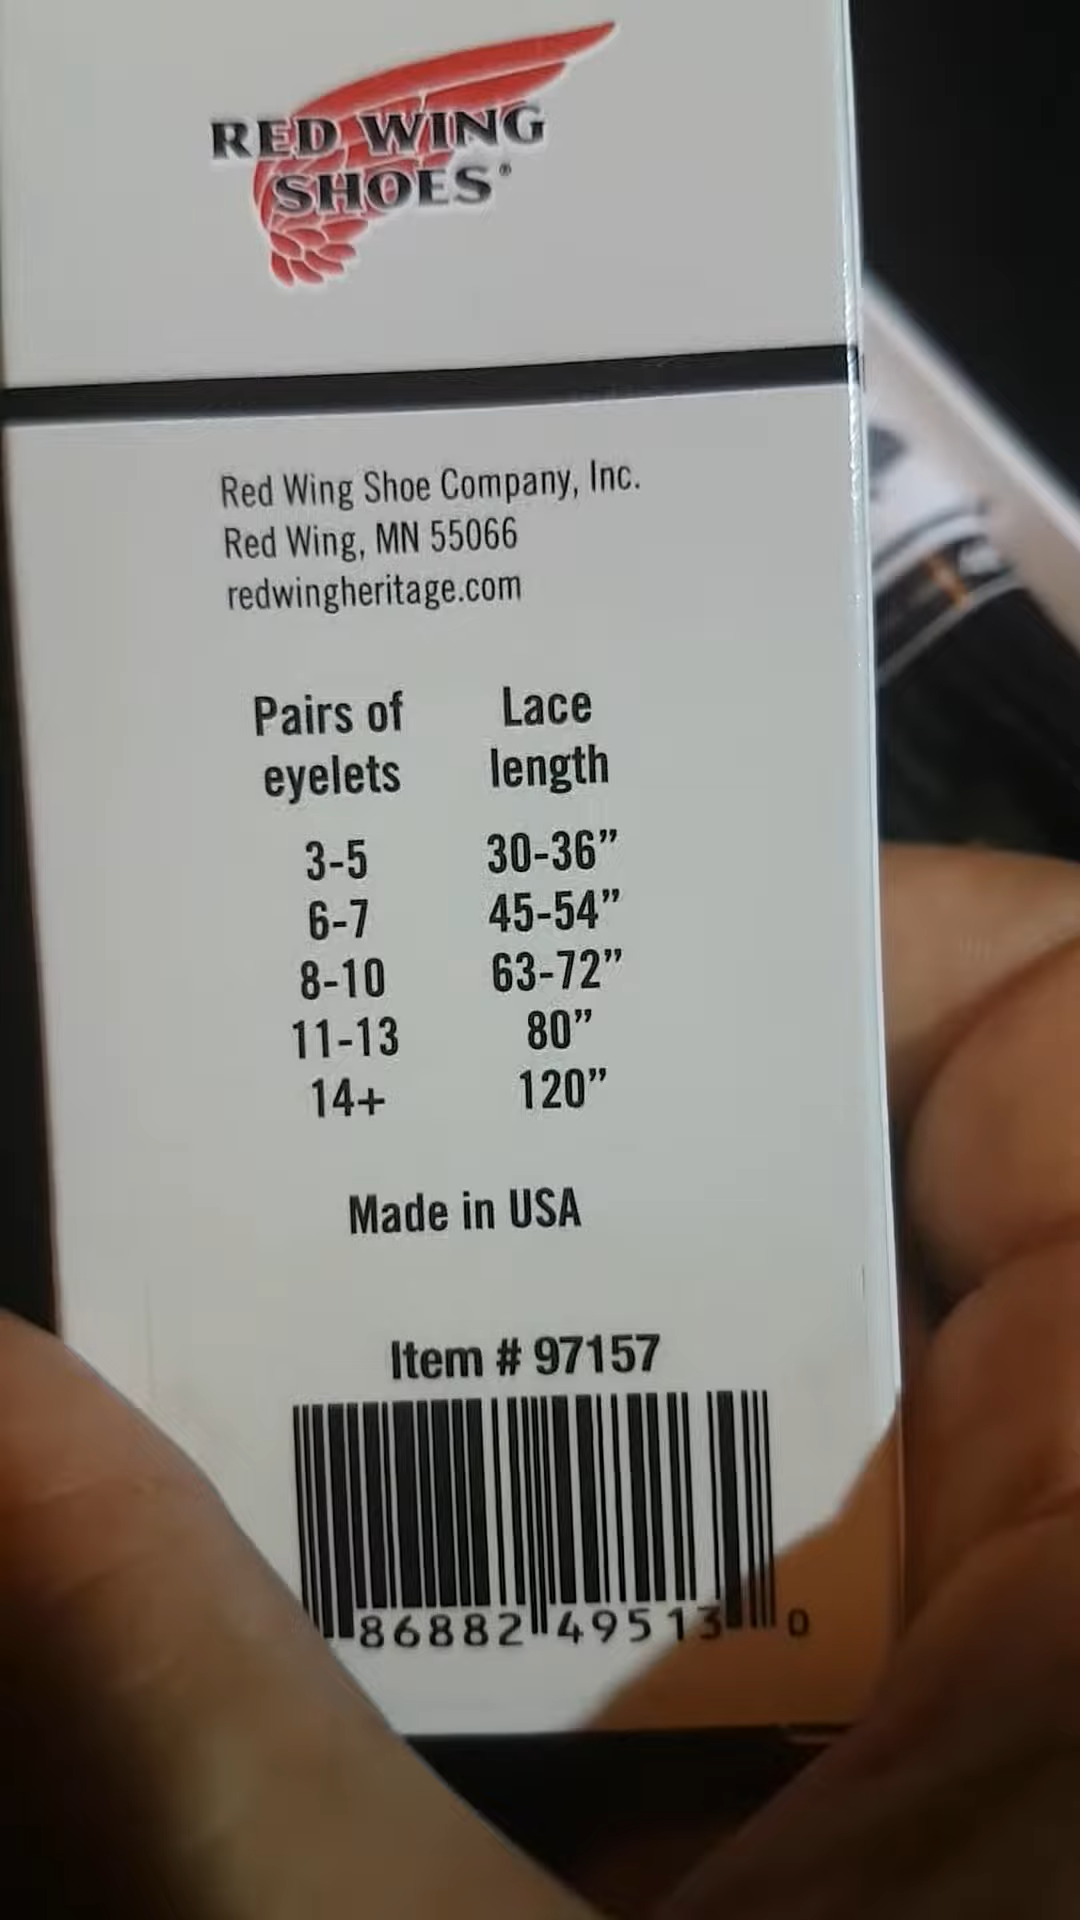 RED WING
SHOES®
Red Wing Shoe Company, Inc.
Red Wing, MN 55066
redwingheritage.com
Pairs of eyelets Lace length
3-5 30-36”
6-7 45-54”
8-10 63-72”
11-13 80”
14+ 120”
Made in USA
Item # 97157
86882 49513 0